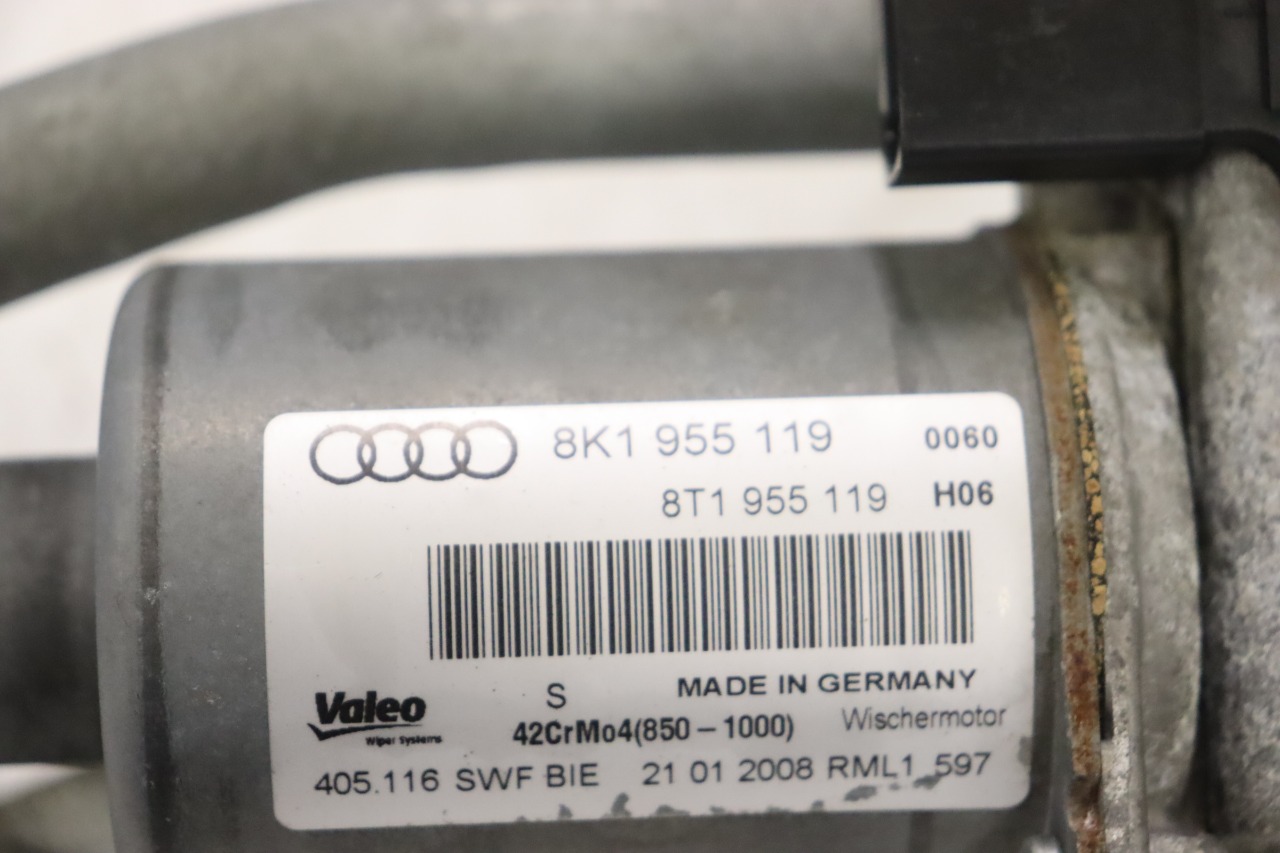 8K1 955 119 0060
8T1 955 119 H06
S MADE IN GERMANY
Valeo 42CrMo4(850-1000) Wischermotor
Wiper Systems
405.116 SWF BIE 21 01 2008 RML1 597